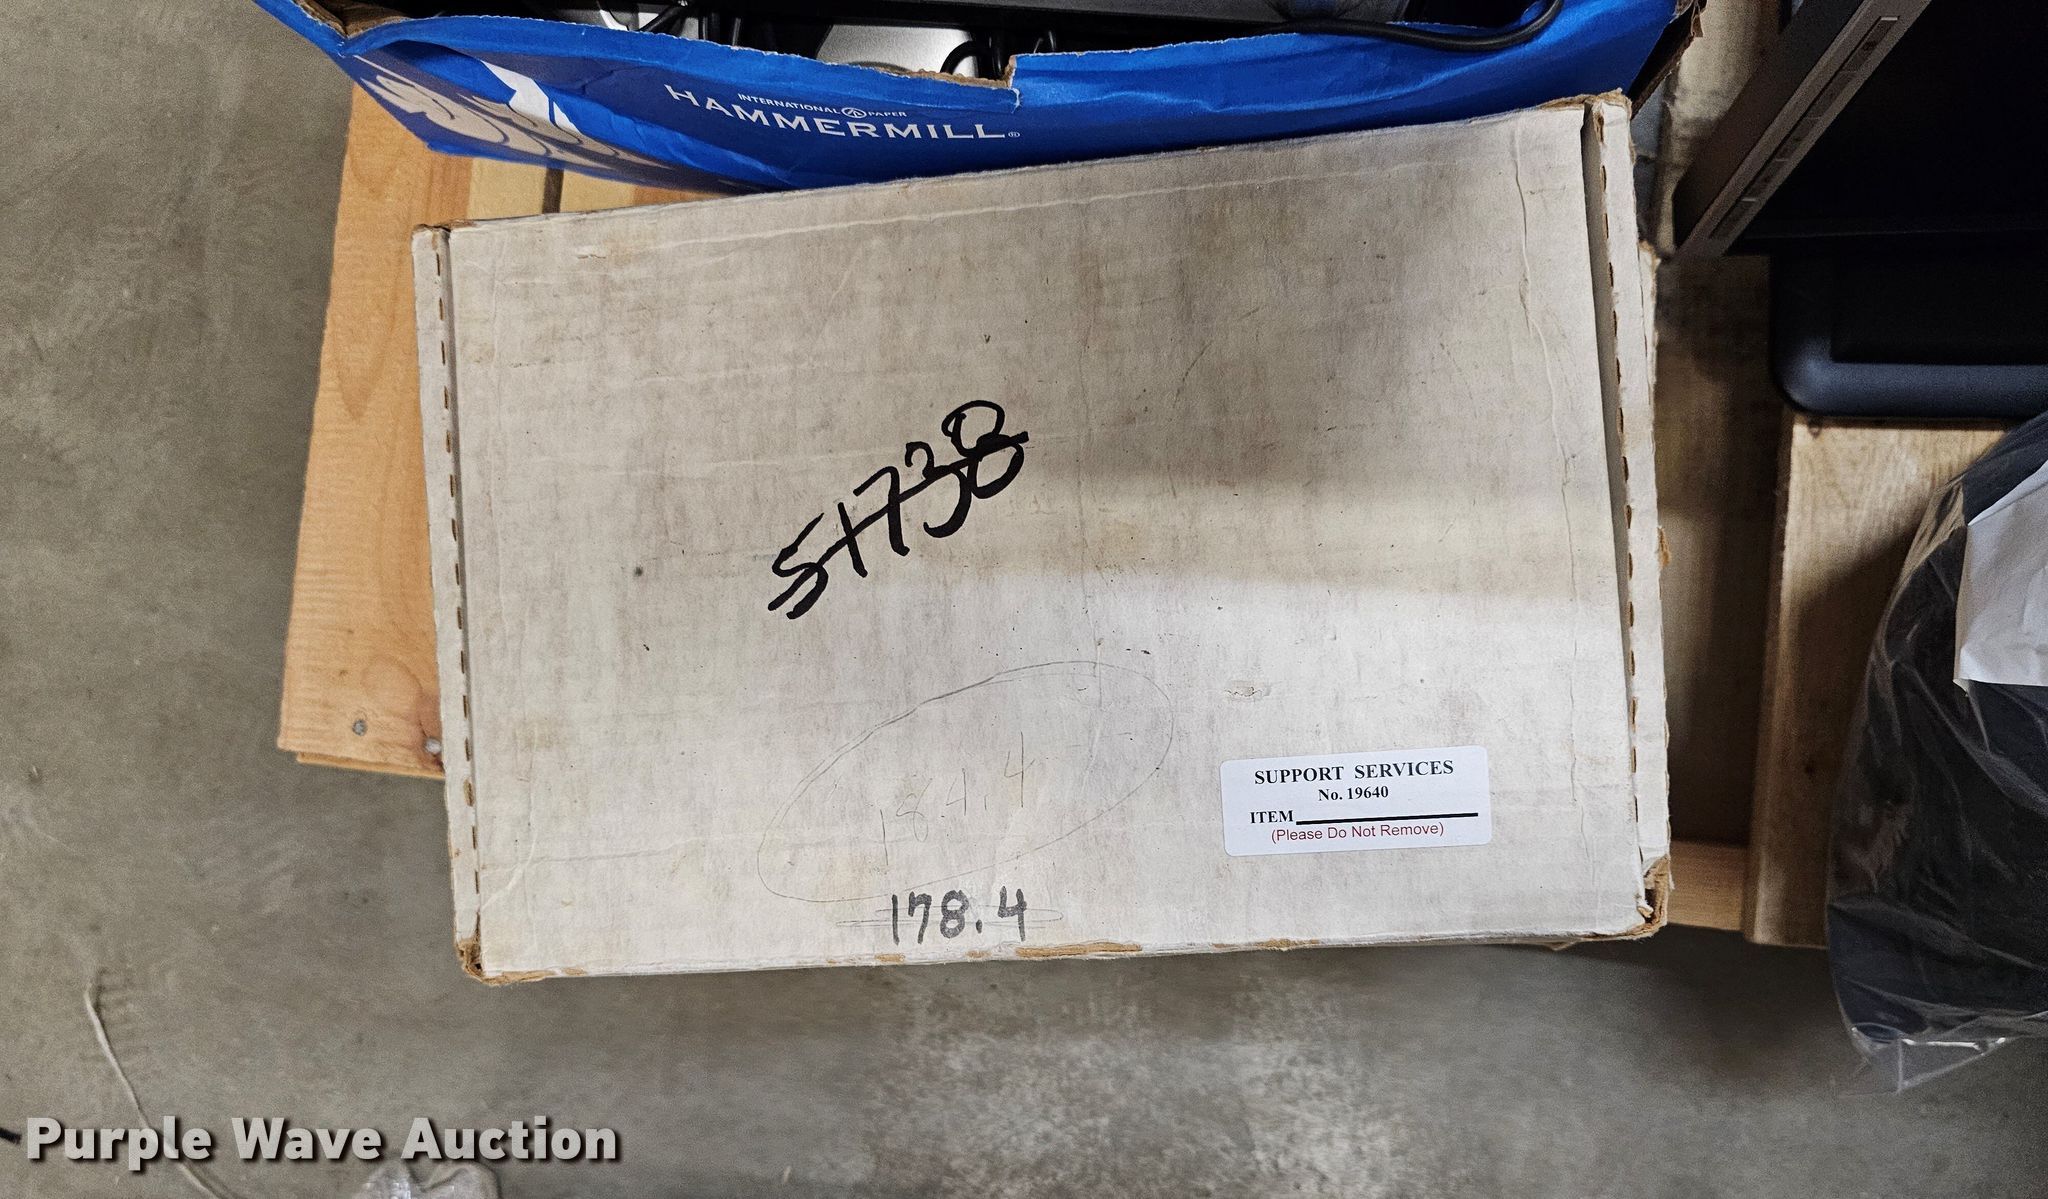 INTERNATIONAL PAPER
HAMMERMILL®
184.4
SUPPORT SERVICES
No. 19640
ITEM
(Please Do Not Remove)
178.4
Purple Wave Auction